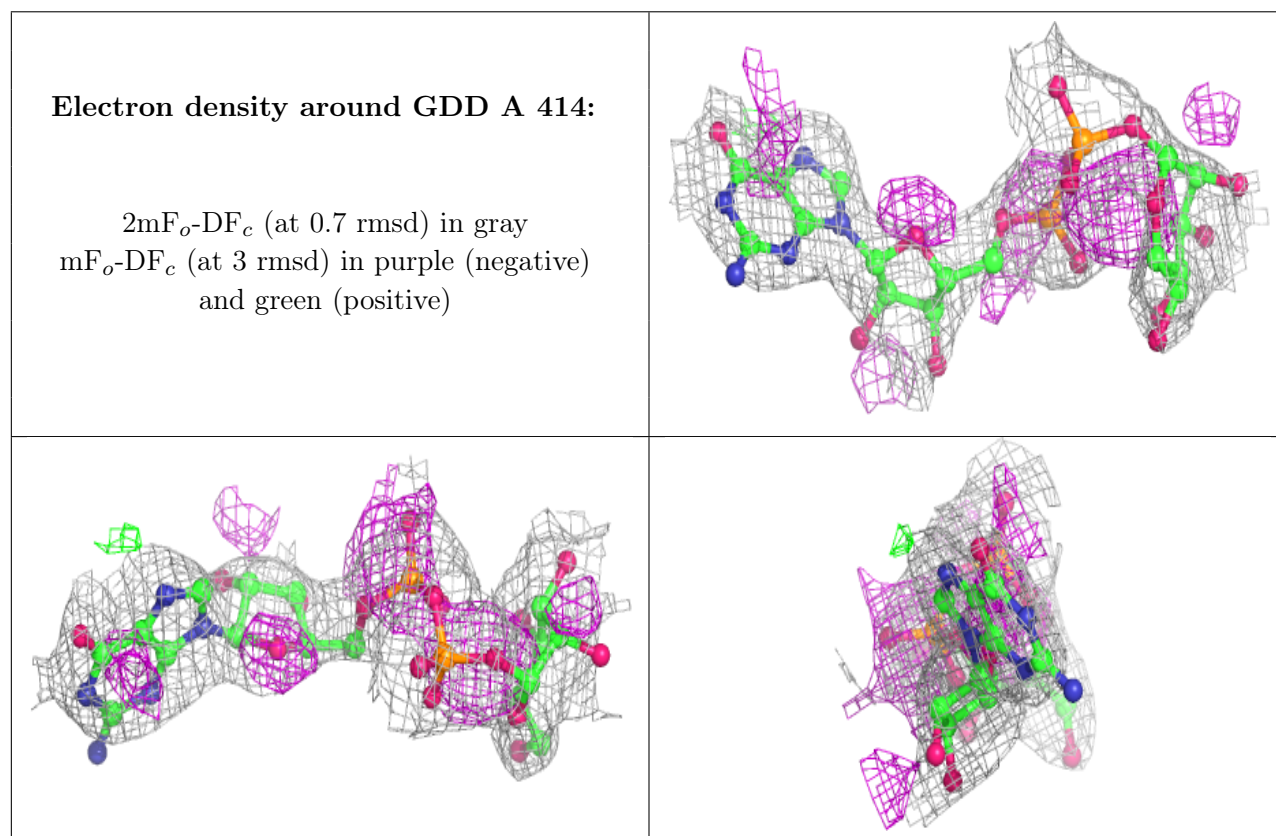 Electron density around GDD A 414:
2mFₒ-DF𝒸 (at 0.7 rmsd) in gray
mFₒ-DF𝒸 (at 3 rmsd) in purple (negative)
and green (positive)